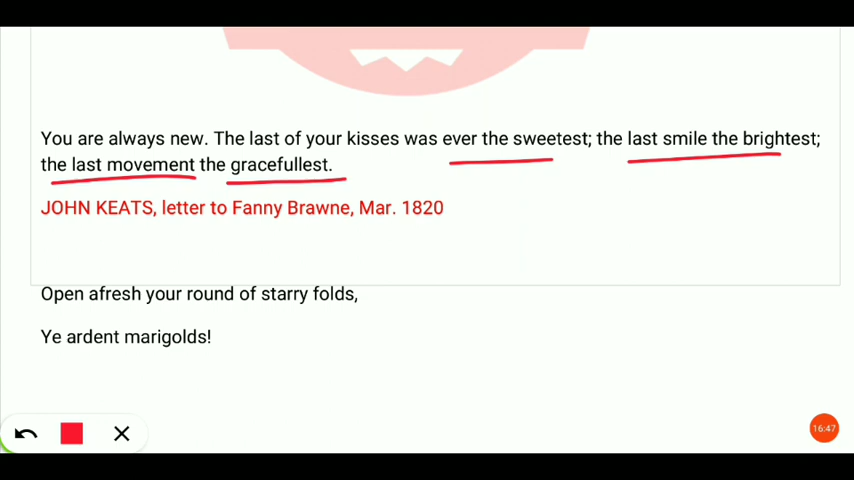 You are always new. The last of your kisses was ever the sweetest; the last smile the brightest;
the last movement the gracefullest.
JOHN KEATS, letter to Fanny Brawne, Mar. 1820
Open afresh your round of starry folds,
Ye ardent marigolds!
16:47